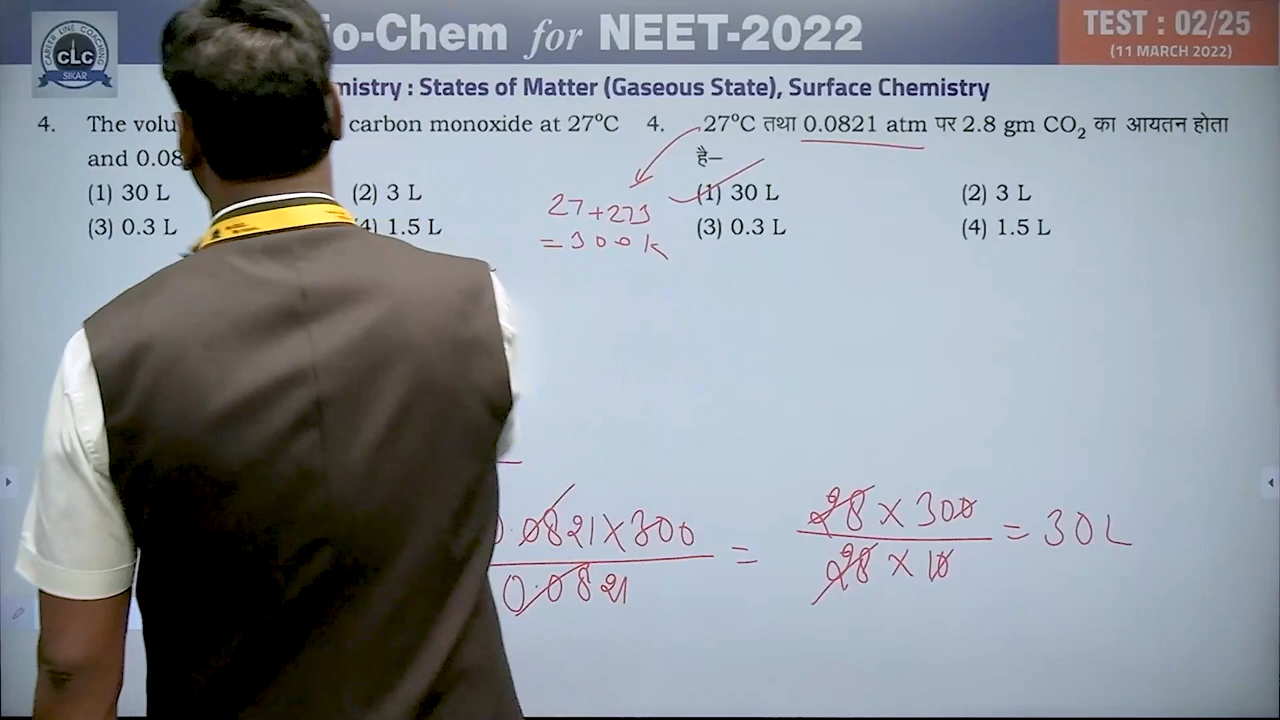 io-Chem for NEET-2022
TEST : 02/25
(11 MARCH 2022)
CAREER LINE COACHING
CLC
SIKAR
mistry : States of Matter (Gaseous State), Surface Chemistry
4. The volu carbon monoxide at 27°C
and 0.08
(1) 30 L (2) 3 L
(3) 0.3 L (4) 1.5 L
4. 27°C तथा 0.0821 atm पर 2.8 gm CO₂ का आयतन होता
है–
(1) 30 L (2) 3 L
(3) 0.3 L (4) 1.5 L
27+273
=300K
0.0821×300
0.0821
=
28×300
28×10
= 30L